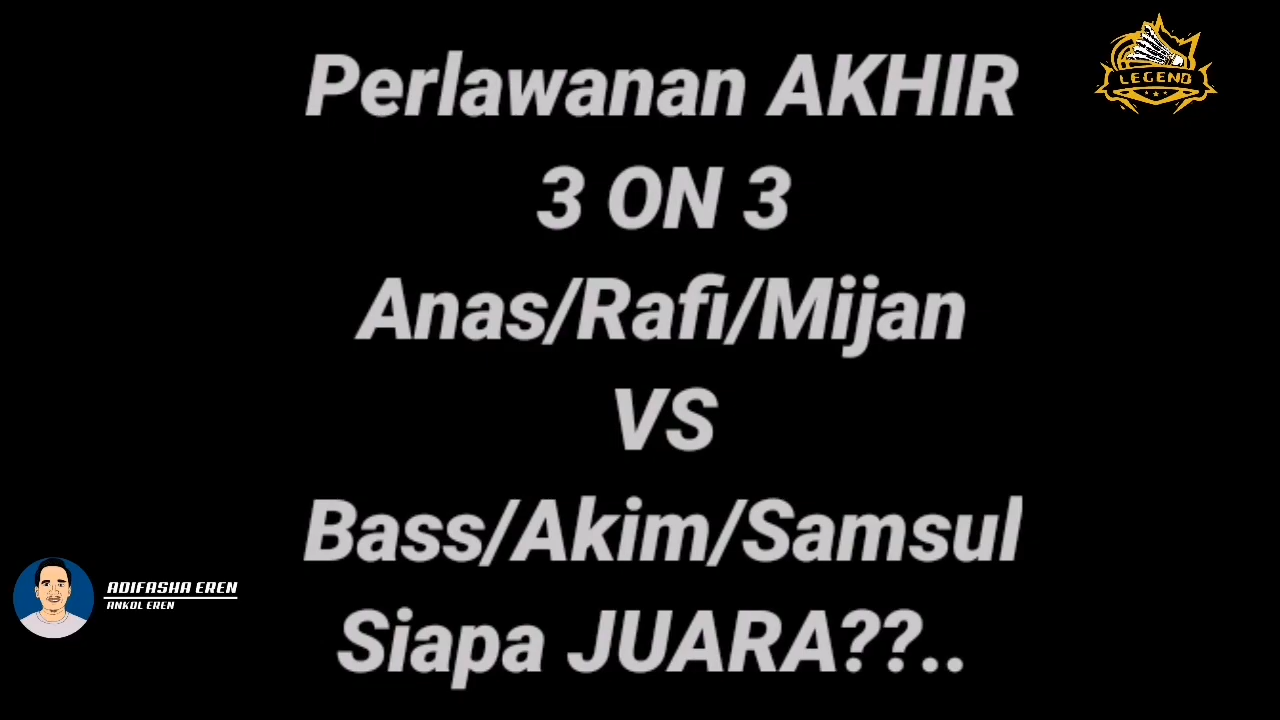 Perlawanan AKHIR
LEGEND
3 ON 3
Anas/Rafi/Mijan
VS
Bass/Akim/Samsul
ADIFASHA EREN
ANKOL EREN
Siapa JUARA??..